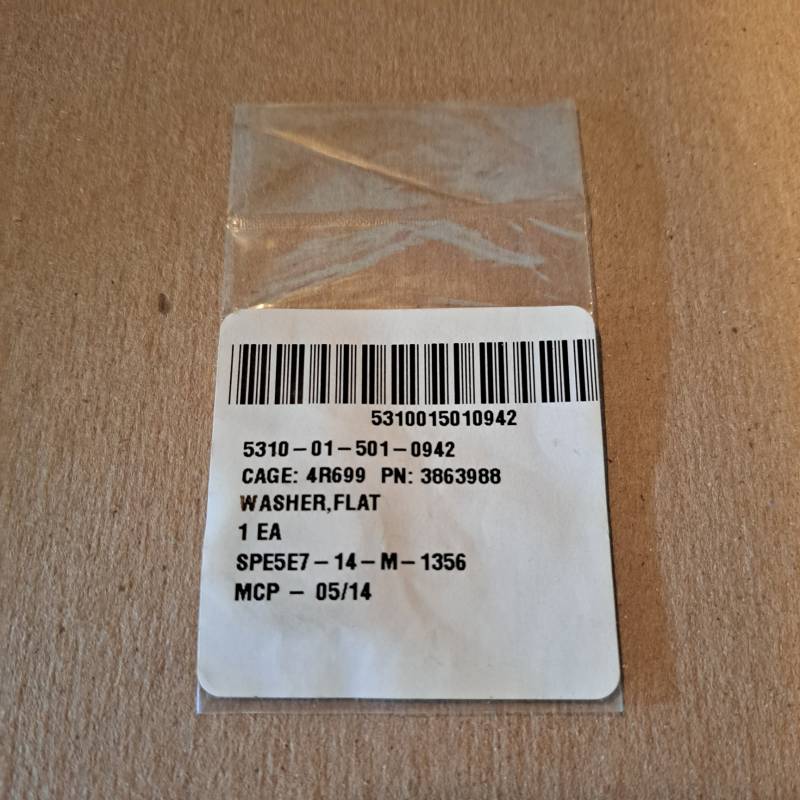 5310015010942
5310-01-501-0942
CAGE: 4R699 PN: 3863988
WASHER,FLAT
1 EA
SPE5E7-14-M-1356
MCP - 05/14